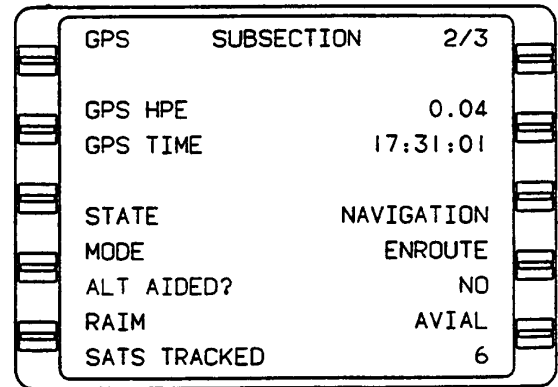 GPS SUBSECTION 2/3
GPS HPE 0.04
GPS TIME 17:31:01
STATE NAVIGATION
MODE ENROUTE
ALT AIDED? NO
RAIM AVIAL
SATS TRACKED 6